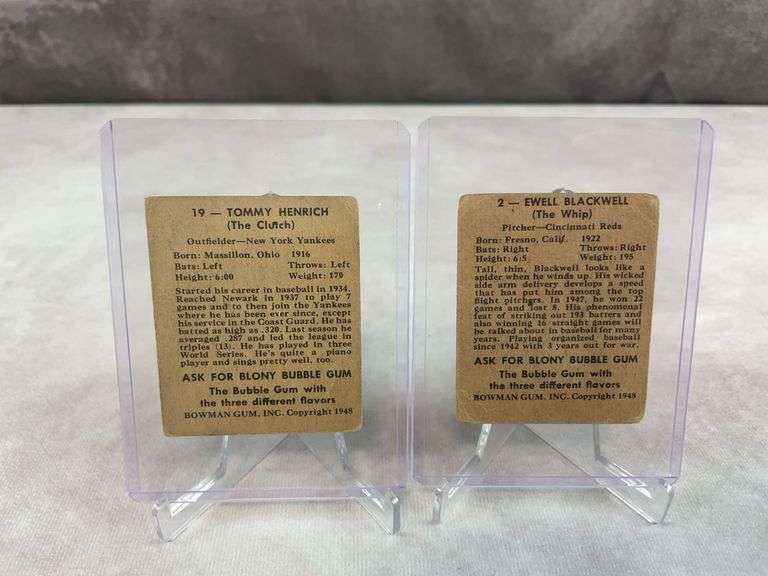 19 — TOMMY HENRICH
(The Clutch)
Outfielder—New York Yankees
Born: Massillon, Ohio 1916
Bats: Left Throws: Left
Height: 6:00 Weight: 170
Started his career in baseball in 1934.
Reached Newark in 1937 to play 7
games and to then join the Yankees
where he has been ever since, except
his service in the Coast Guard. He has
batted as high as .320. Last season he
averaged .287 and led the league in
triples (13). He has played in three
World Series. He's quite a piano
player and sings pretty well, too.
ASK FOR BLONY BUBBLE GUM
The Bubble Gum with
the three different flavors
BOWMAN GUM, INC. Copyright 1948
2 — EWELL BLACKWELL
(The Whip)
Pitcher—Cincinnati Reds
Born: Fresno, Calif. 1922
Bats: Right Throws: Right
Height: 6:5 Weight: 195
Tall, thin, Blackwell looks like a
spider when he winds up. His wicked
side arm delivery develops a speed
that has put him among the top
flight pitchers. In 1947, he won 22
games and lost 8. His phenomenal
feat of striking out 193 batters and
also winning 16 straight games will
be ralked about in baseball for many
years. Playing organized baseball
since 1942 with 3 years out for war.
ASK FOR BLONY BUBBLE GUM
The Bubble Gum with
the three different flavors
BOWMAN GUM, INC. Copyright 1948